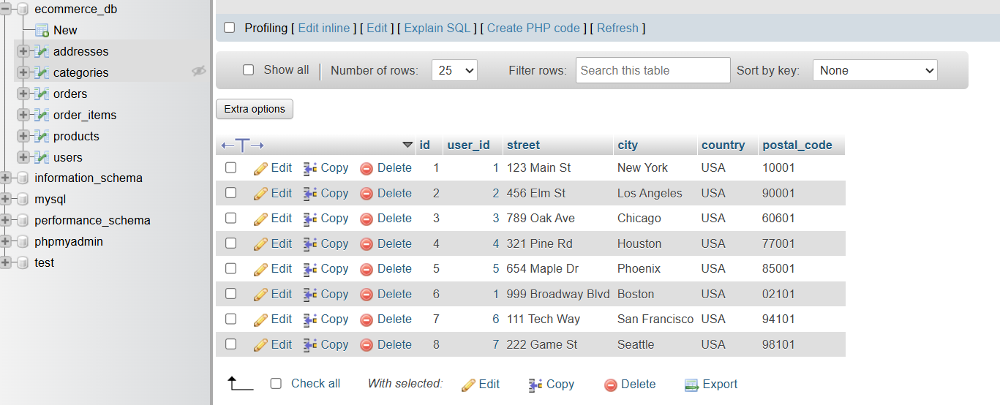 ecommerce_db
New
addresses
categories
orders
order_items
products
users
information_schema
mysql
performance_schema
phpmyadmin
test
Profiling [ Edit inline ] [ Edit ] [ Explain SQL ] [ Create PHP code ] [ Refresh ]
Show all Number of rows: 25 Filter rows: Search this table Sort by key: None
Extra options
id user_id street city country postal_code
Edit Copy Delete 1 1 123 Main St New York USA 10001
Edit Copy Delete 2 2 456 Elm St Los Angeles USA 90001
Edit Copy Delete 3 3 789 Oak Ave Chicago USA 60601
Edit Copy Delete 4 4 321 Pine Rd Houston USA 77001
Edit Copy Delete 5 5 654 Maple Dr Phoenix USA 85001
Edit Copy Delete 6 1 999 Broadway Blvd Boston USA 02101
Edit Copy Delete 7 6 111 Tech Way San Francisco USA 94101
Edit Copy Delete 8 7 222 Game St Seattle USA 98101
Check all With selected: Edit Copy Delete Export